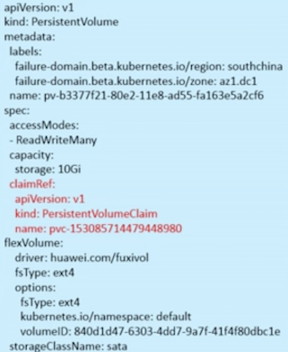 apiVersion: v1
kind: PersistentVolume
metadata:
labels:
failure-domain.beta.kubernetes.io/region: southchina
failure-domain.beta.kubernetes.io/zone: az1.dc1
name: pv-b3377f21-80e2-11e8-ad55-fa163e5a2cf6
spec:
accessModes:
- ReadWriteMany
capacity:
storage: 10Gi
claimRef:
apiVersion: v1
kind: PersistentVolumeClaim
name: pvc-153085714479448980
flexVolume:
driver: huawei.com/fuxivol
fsType: ext4
options:
fsType: ext4
kubernetes.io/namespace: default
volumeID: 840d1d47-6303-4dd7-9a7f-41f4f80dbc1e
storageClassName: sata